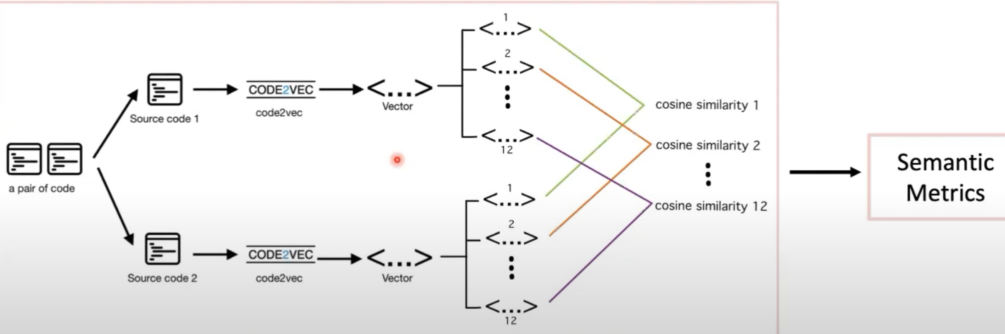 a pair of code
Source code 1
CODE2VEC
code2vec
<...>
Vector
1
<...>
2
<...>
<...>
12
Source code 2
CODE2VEC
code2vec
<...>
Vector
1
<...>
2
<...>
<...>
12
cosine similarity 1
cosine similarity 2
cosine similarity 12
Semantic
Metrics